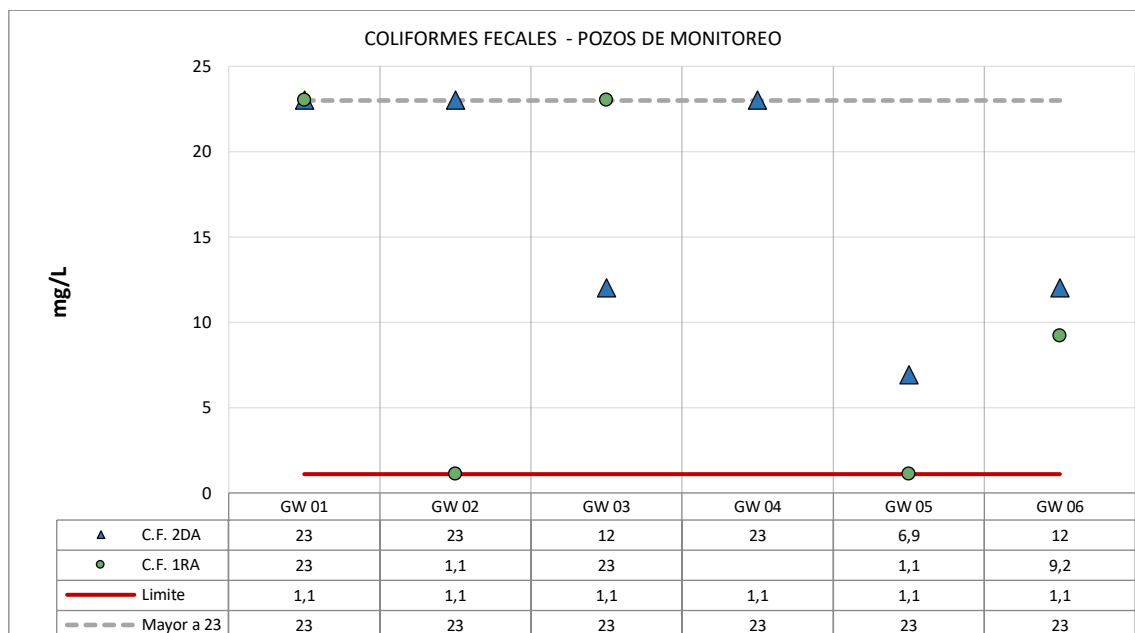 COLIFORMES FECALES - POZOS DE MONITOREO
25
20
15
10
5
0
mg/L
GW 01 GW 02 GW 03 GW 04 GW 05 GW 06
C.F. 2DA 23 23 12 23 6,9 12
C.F. 1RA 23 1,1 23 1,1 9,2
Limite 1,1 1,1 1,1 1,1 1,1 1,1
Mayor a 23 23 23 23 23 23 23